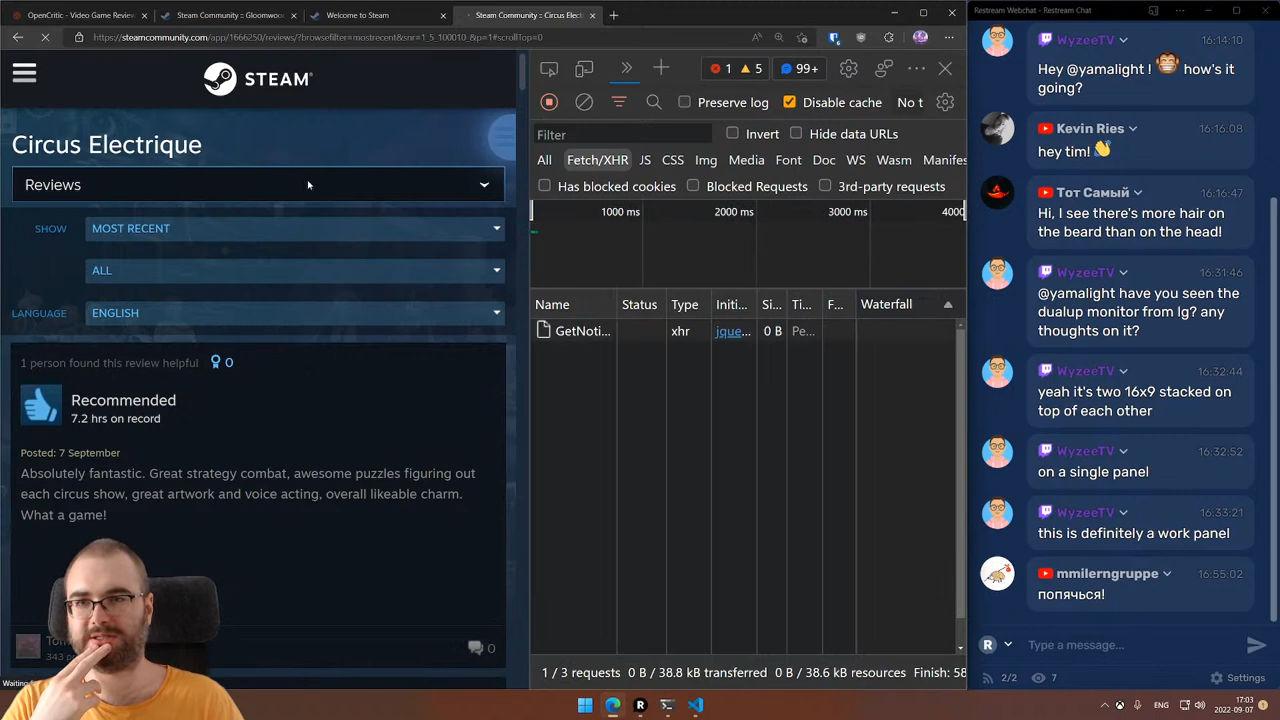 OpenCritic - Video Game Revie
Steam Community :: Gloomwoo
Welcome to Steam
Steam Community :: Circus Elect
https://steamcommunity.com/app/1666250/reviews/?browsefilter=mostrecent&snr=1_5_100010_&p=1#scrollTop=0
STEAM®
Circus Electrique
Reviews
SHOW
MOST RECENT
ALL
LANGUAGE
ENGLISH
1 person found this review helpful
0
Recommended
7.2 hrs on record
Posted: 7 September
Absolutely fantastic. Great strategy combat, awesome puzzles figuring out
each circus show, great artwork and voice acting, overall likeable charm.
What a game!
343
0
Waiting
1
5
99+
Preserve log
Disable cache
No t
Filter
Invert
Hide data URLs
All
Fetch/XHR
JS
CSS
Img
Media
Font
Doc
WS
Wasm
Manifes
Has blocked cookies
Blocked Requests
3rd-party requests
1000 ms
2000 ms
3000 ms
4000
Name
Status
Type
Initi...
Si...
Ti...
F...
Waterfall
GetNoti...
xhr
jque...
0 B
Pe...
1 / 3 requests
0 B / 38.8 kB transferred
0 B / 38.6 kB resources
Finish: 58
Restream Webchat - Restream Chat
WyzeeTV
16:14:10
Hey @yamalight ! how's it
going?
Kevin Ries
16:16:08
hey tim!
Тот Самый
16:16:47
Hi, I see there's more hair on
the beard than on the head!
WyzeeTV
16:31:46
@yamalight have you seen the
dualup monitor from lg? any
thoughts on it?
WyzeeTV
16:32:44
yeah it's two 16x9 stacked on
top of each other
WyzeeTV
16:32:52
on a single panel
WyzeeTV
16:33:21
this is definitely a work panel
mmilerngruppe
16:55:02
попячься!
R
Type a message...
2/2
7
Settings
ENG
17:03
2022-09-07